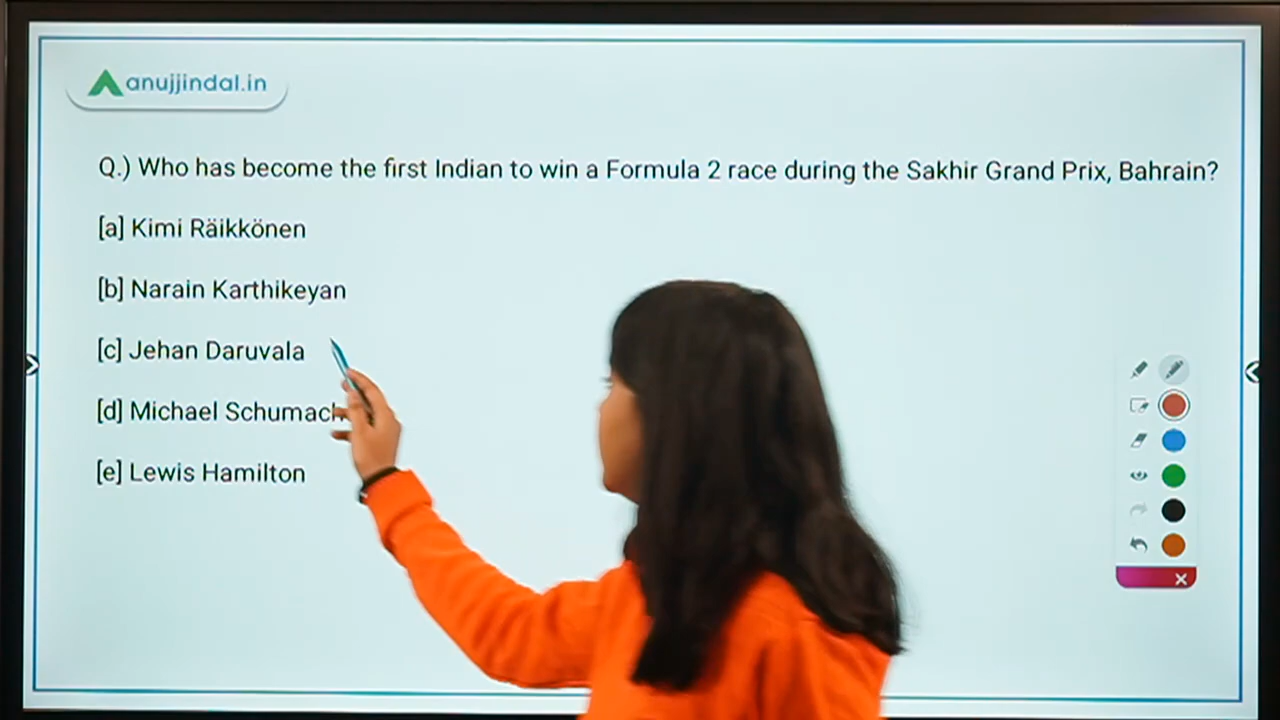 anujjindal.in
Q.) Who has become the first Indian to win a Formula 2 race during the Sakhir Grand Prix, Bahrain?
[a] Kimi Räikkönen
[b] Narain Karthikeyan
[c] Jehan Daruvala
[d] Michael Schumach
[e] Lewis Hamilton